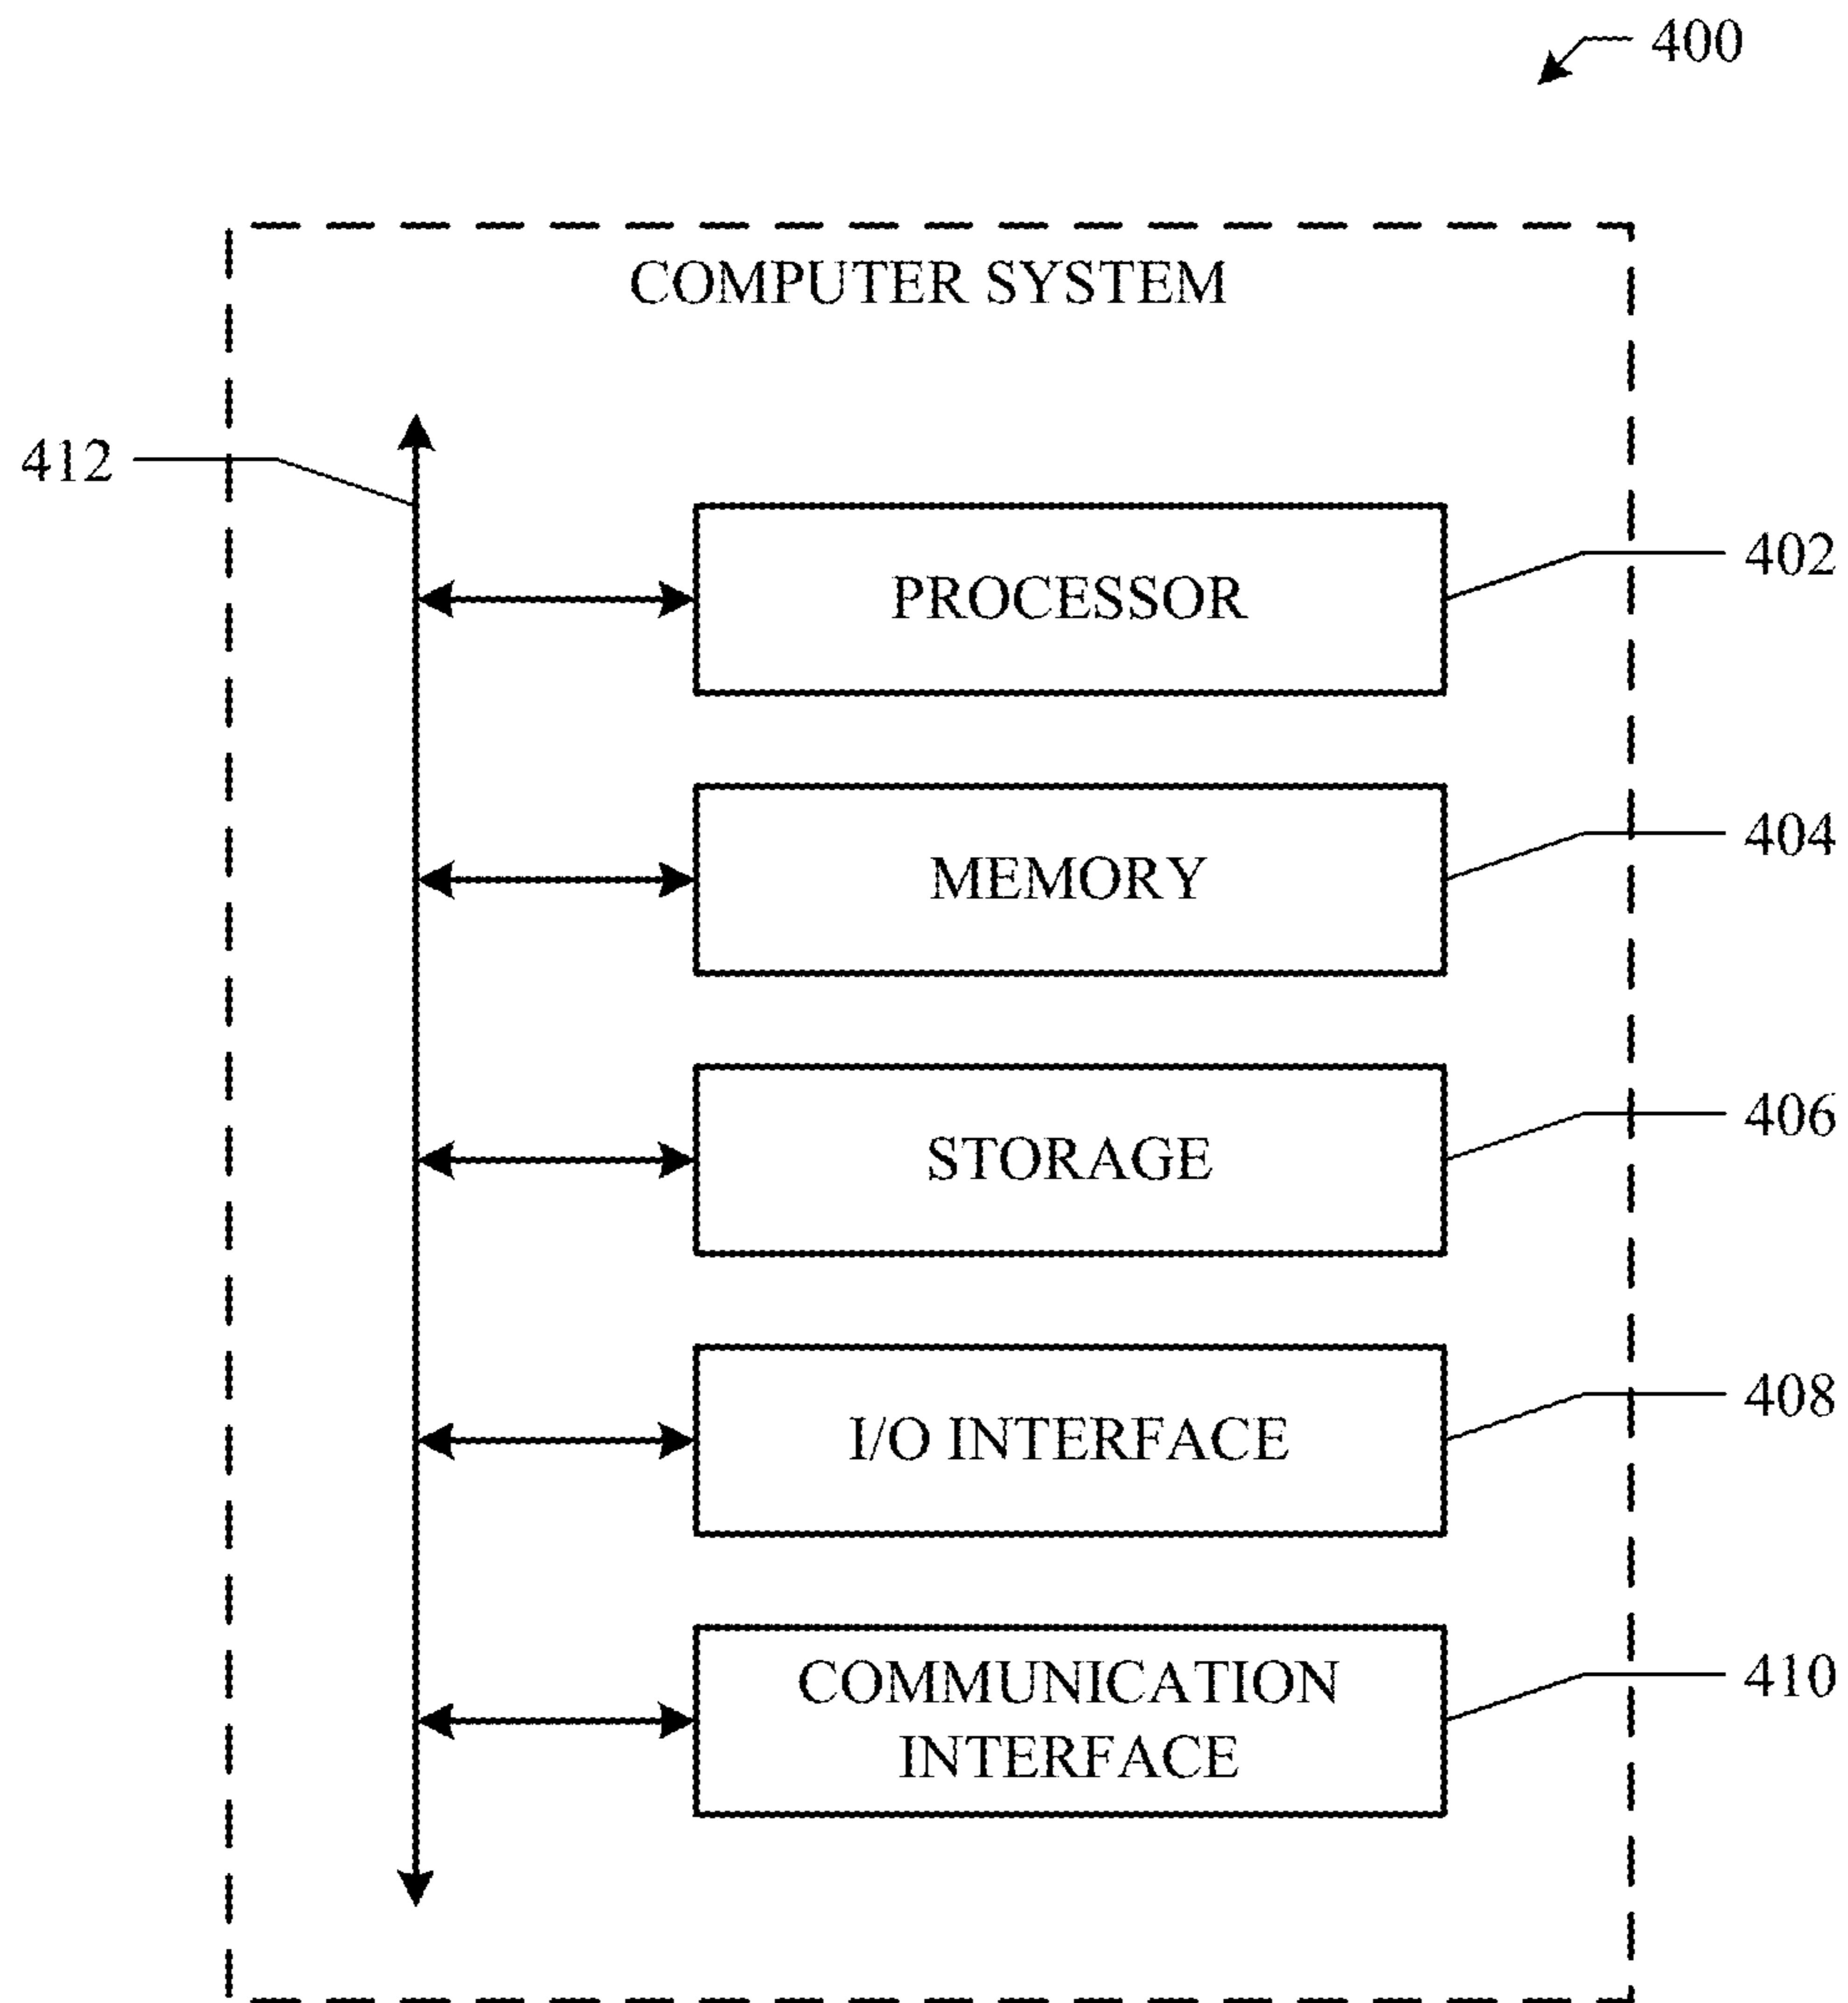 400
COMPUTER SYSTEM
412
PROCESSOR
402
MEMORY
404
STORAGE
406
I/O INTERFACE
408
COMMUNICATION
INTERFACE
410